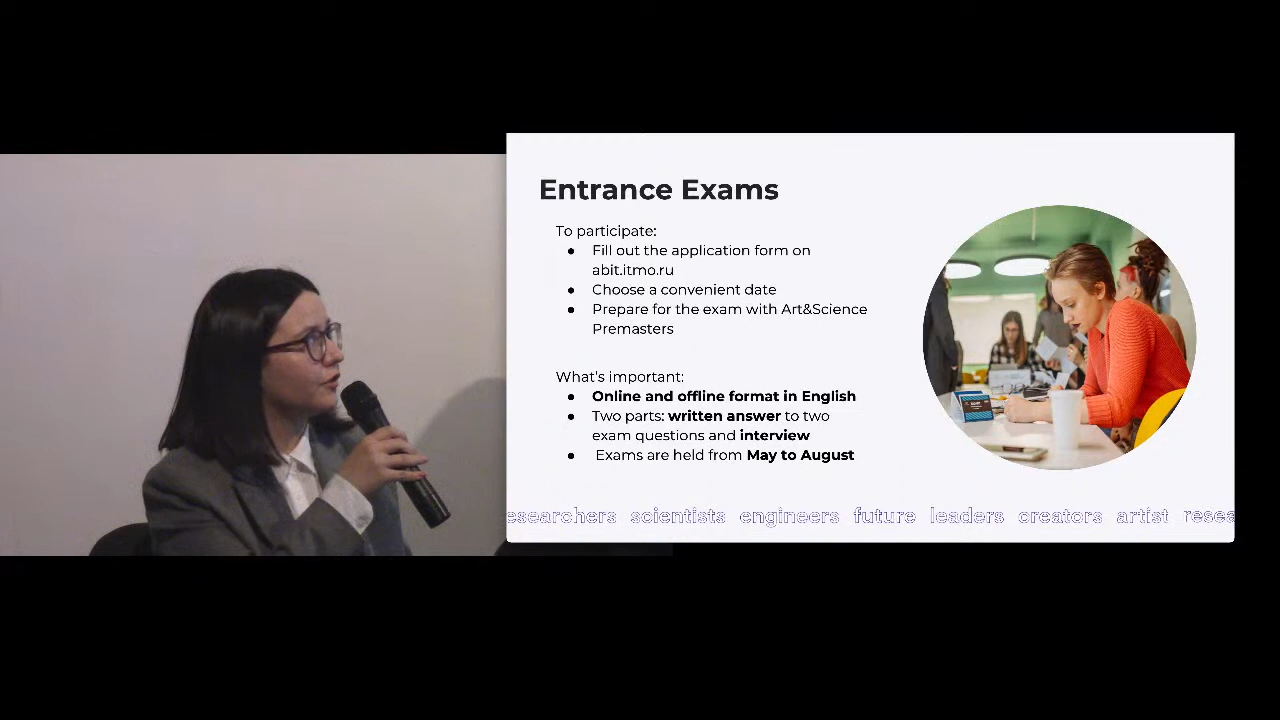 Entrance Exams
To participate:
● Fill out the application form on
abit.itmo.ru
● Choose a convenient date
● Prepare for the exam with Art&Science
Premasters
What's important:
● Online and offline format in English
● Two parts: written answer to two
exam questions and interview
● Exams are held from May to August
esearchers scientists engineers future leaders creators artist resea